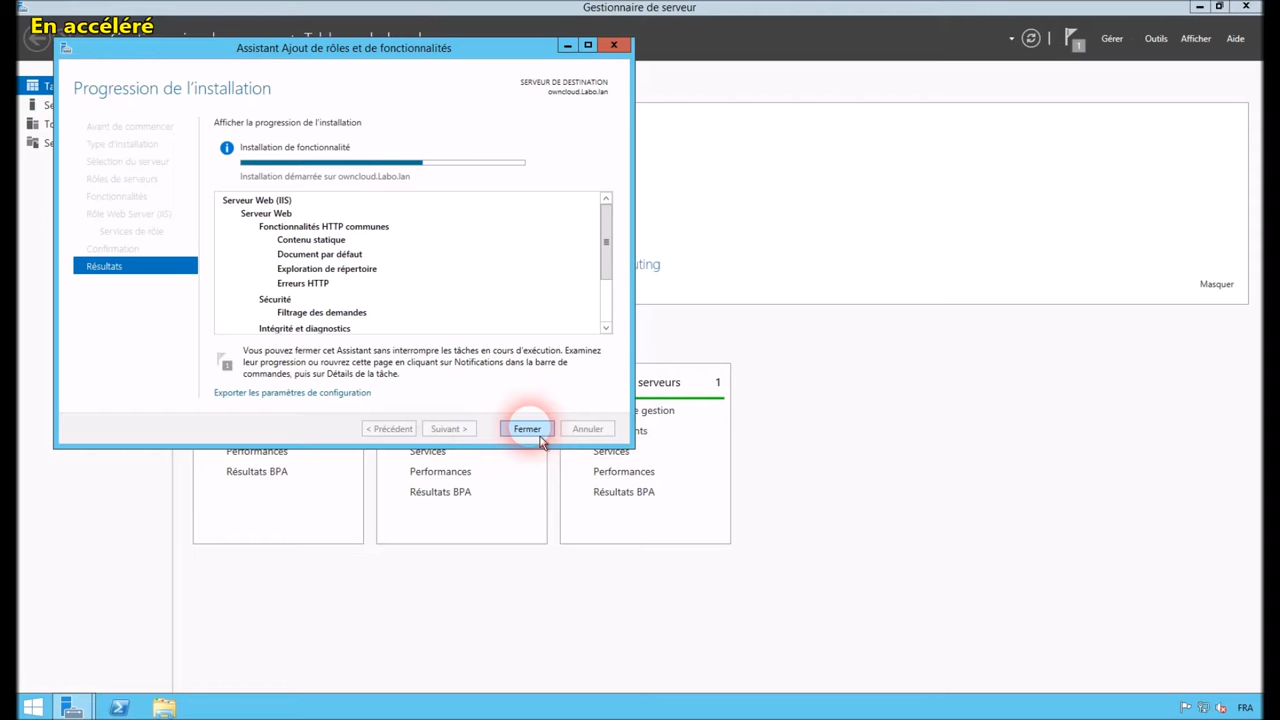 Gestionnaire de serveur
En accéléré
Gérer
Outils
Afficher
Aide
1
Assistant Ajout de rôles et de fonctionnalités
Progression de l'installation
SERVEUR DE DESTINATION
owncloud.Labo.lan
Avant de commencer
Type d'installation
Sélection du serveur
Rôles de serveurs
Fonctionnalités
Rôle Web Server (IIS)
Services de rôle
Confirmation
Résultats
Afficher la progression de l'installation
Installation de fonctionnalité
Installation démarrée sur owncloud.Labo.lan
Serveur Web (IIS)
Serveur Web
Fonctionnalités HTTP communes
Contenu statique
Document par défaut
Exploration de répertoire
Erreurs HTTP
Sécurité
Filtrage des demandes
Intégrité et diagnostics
1
Vous pouvez fermer cet Assistant sans interrompre les tâches en cours d'exécution. Examinez
leur progression ou rouvrez cette page en cliquant sur Notifications dans la barre de
commandes, puis sur Détails de la tâche.
Exporter les paramètres de configuration
< Précédent
Suivant >
Fermer
Annuler
Masquer
serveurs 1
e gestion
Performances
Résultats BPA
Services
Performances
Résultats BPA
Services
Performances
Résultats BPA
FRA